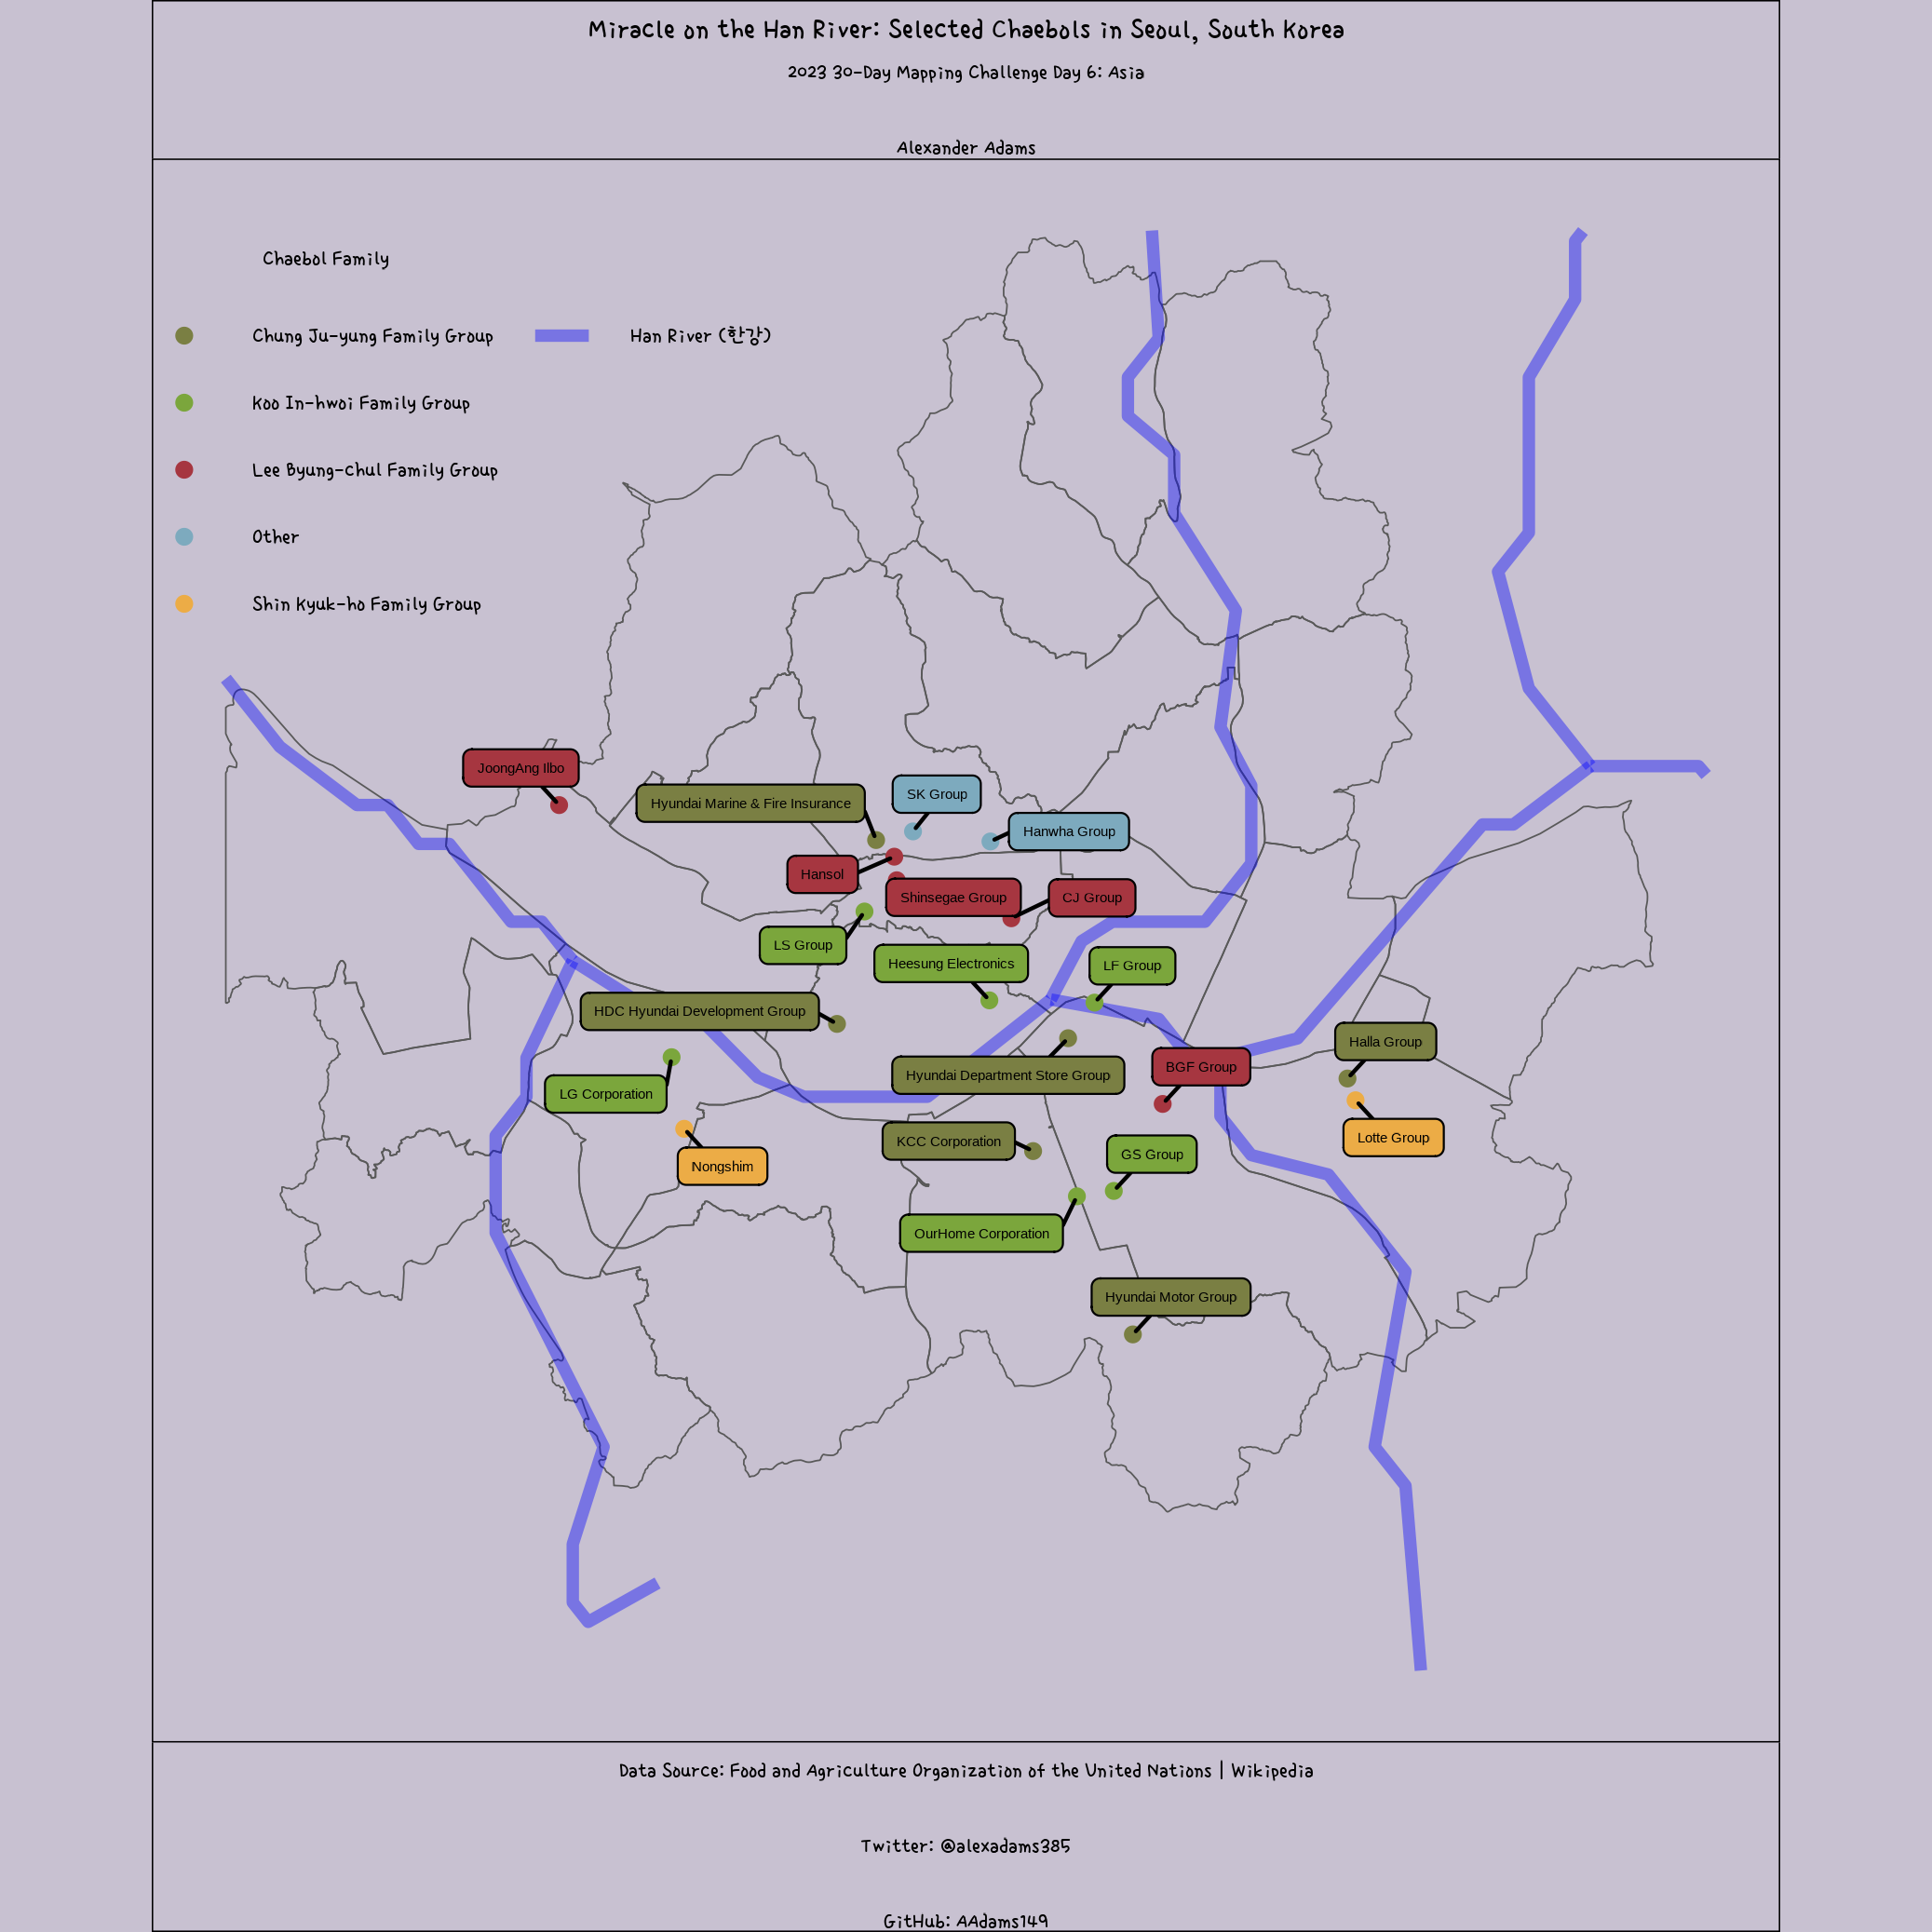 Miracle on the Han River: Selected Chaebols in Seoul, South Korea
2023 30-Day Mapping Challenge Day 6: Asia
Alexander Adams
Chaebol Family
Chung Ju-yung Family Group
Han River (한강)
Koo In-hwoi Family Group
Lee Byung-chul Family Group
Other
Shin Kyuk-ho Family Group
JoongAng Ilbo
Hyundai Marine & Fire Insurance
SK Group
Hanwha Group
Hansol
Shinsegae Group
CJ Group
LS Group
Heesung Electronics
LF Group
HDC Hyundai Development Group
Halla Group
Hyundai Department Store Group
BGF Group
LG Corporation
Lotte Group
KCC Corporation
GS Group
Nongshim
OurHome Corporation
Hyundai Motor Group
Data Source: Food and Agriculture Organization of the United Nations | Wikipedia
Twitter: @alexadams385
GitHub: AAdams149